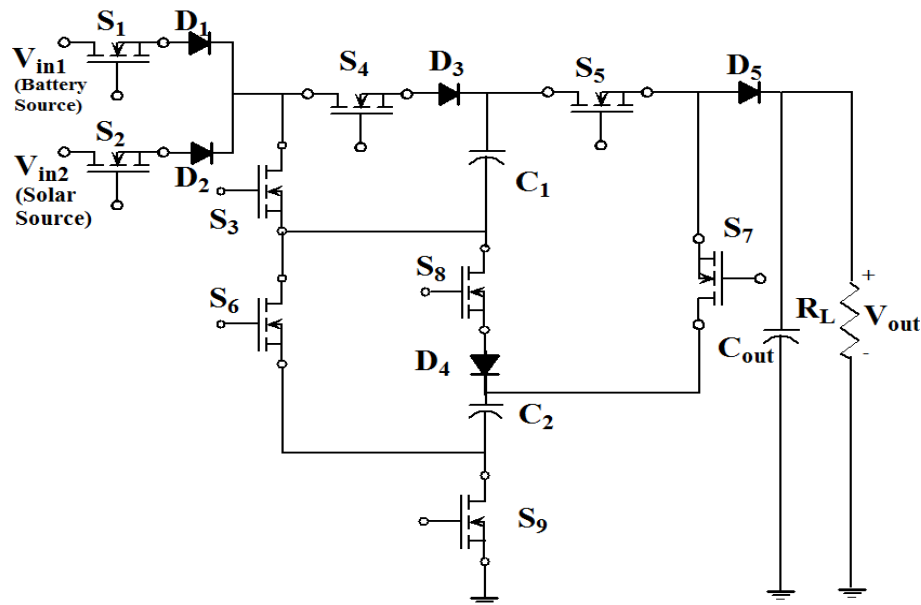 S1
D1
Vin1
(Battery
Source)
S2
D2
Vin2
(Solar
Source)
S3
S4
D3
S5
D5
C1
S6
S8
S7
D4
C2
Cout
RL
+
Vout
-
S9